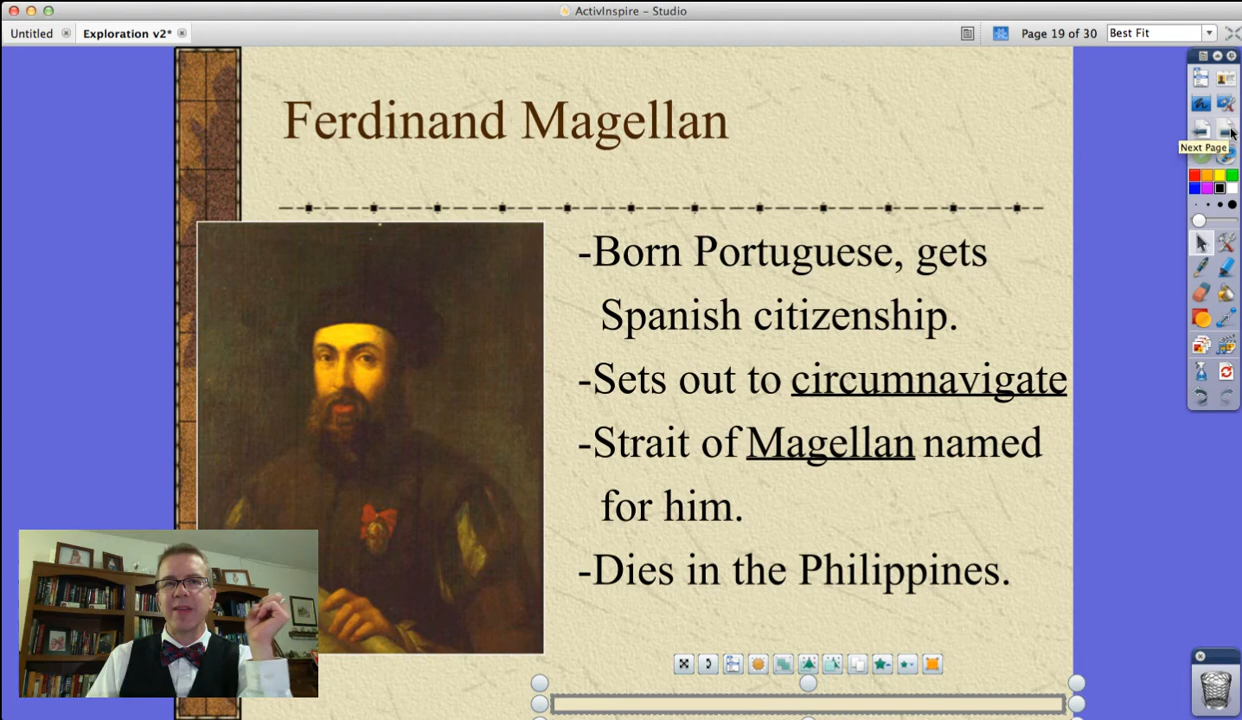 ActivInspire – Studio
Untitled
Exploration v2*
Page 19 of 30
Best Fit
Next Page
Ferdinand Magellan
-Born Portuguese, gets
Spanish citizenship.
-Sets out to circumnavigate
-Strait of Magellan named
for him.
-Dies in the Philippines.